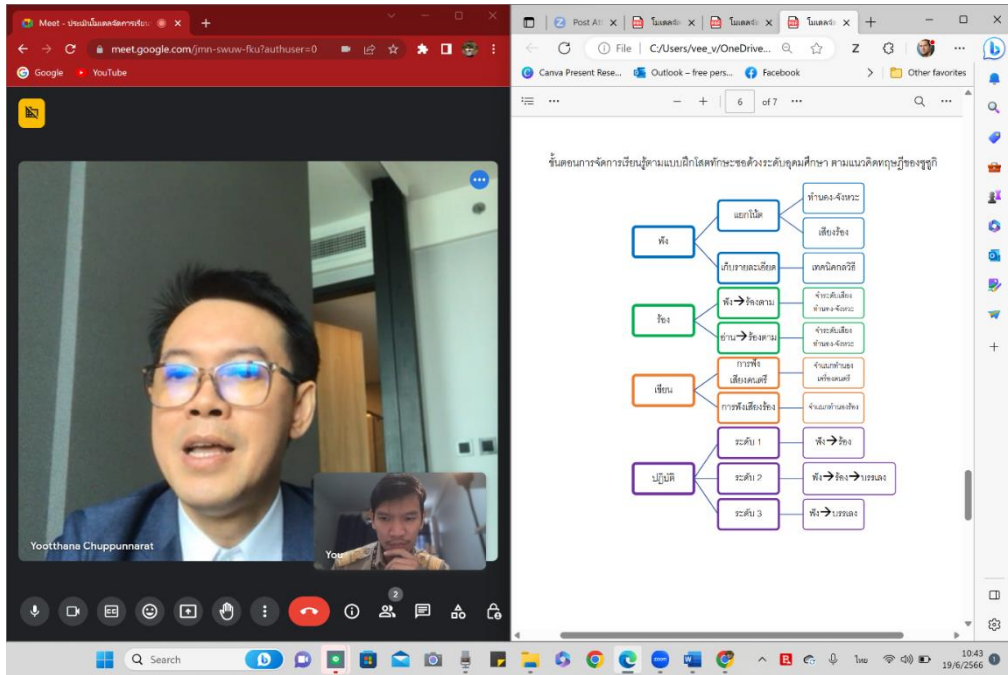 Meet - ประเมินโมเดลจัดการเรียน
meet.google.com/jmn-swuw-fku?authuser=0
Google
YouTube
Yootthana Chuppunnarat
You
2
Post Att
โมเดลจัด
โมเดลจัด
โมเดลจัด
File
C:/Users/vee_v/OneDrive...
Canva Present Rese...
Outlook – free pers...
Facebook
Other favorites
6 of 7
ขั้นตอนการจัดการเรียนรู้ตามแบบฝึกโสตทักษะซอด้วงระดับอุดมศึกษา ตามแนวคิดทฤษฎีของซูซูกิ
ฟัง
แยกโน้ต
ทำนอง-จังหวะ
เสียงร้อง
เก็บรายละเอียด
เทคนิคกลวิธี
ร้อง
ฟัง→ร้องตาม
จำระดับเสียง
ทำนอง-จังหวะ
อ่าน→ร้องตาม
จำระดับเสียง
ทำนอง-จังหวะ
เขียน
การฟัง
เสียงดนตรี
จำแนกทำนอง
เครื่องดนตรี
การฟังเสียงร้อง
จำแนกทำนองร้อง
ปฏิบัติ
ระดับ 1
ฟัง→ร้อง
ระดับ 2
ฟัง→ร้อง→บรรเลง
ระดับ 3
ฟัง→บรรเลง
Search
ไทย
10:43
19/6/2566